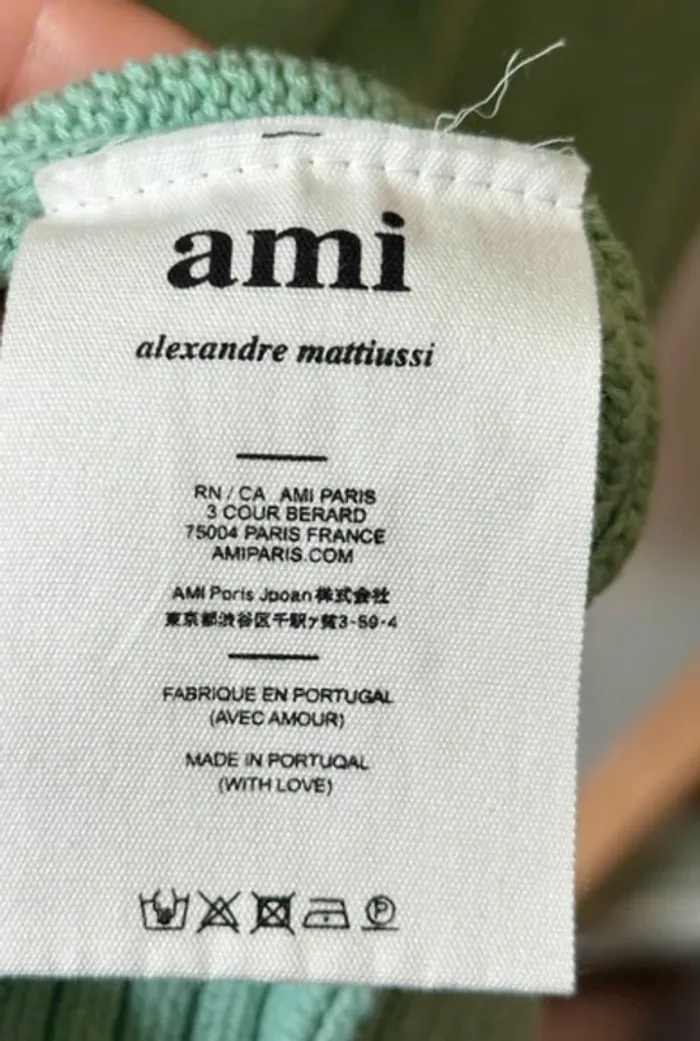 ami
alexandre mattiussi
RN / CA AMI PARIS
3 COUR BERARD
75004 PARIS FRANCE
AMIPARIS.COM
AMI Poris Jpoan 株式会社
東京都渋谷区千駅ヶ 3-59-4
FABRIQUE EN PORTUGAL
(AVEC AMOUR)
MADE IN PORTUQAL
(WITH LOVE)
P